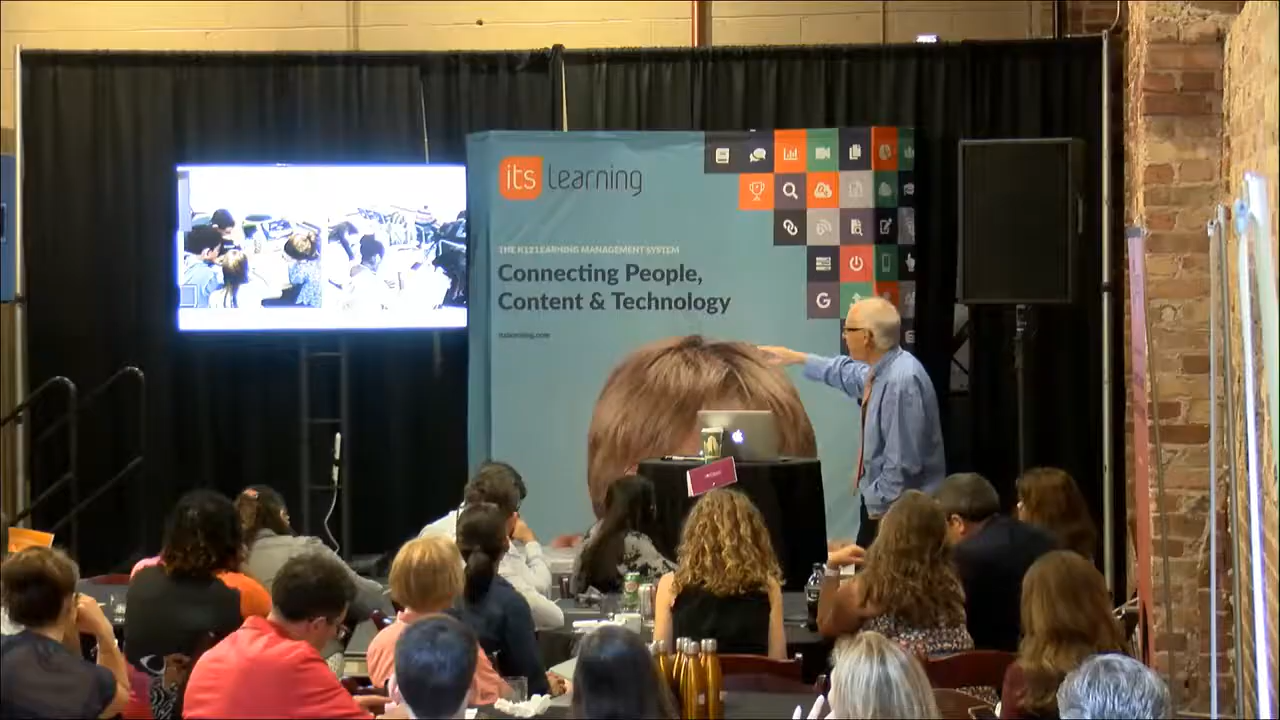 its Learning
THE K12 LEARNING MANAGEMENT SYSTEM
Connecting People,
Content & Technology
itslearning.com
G